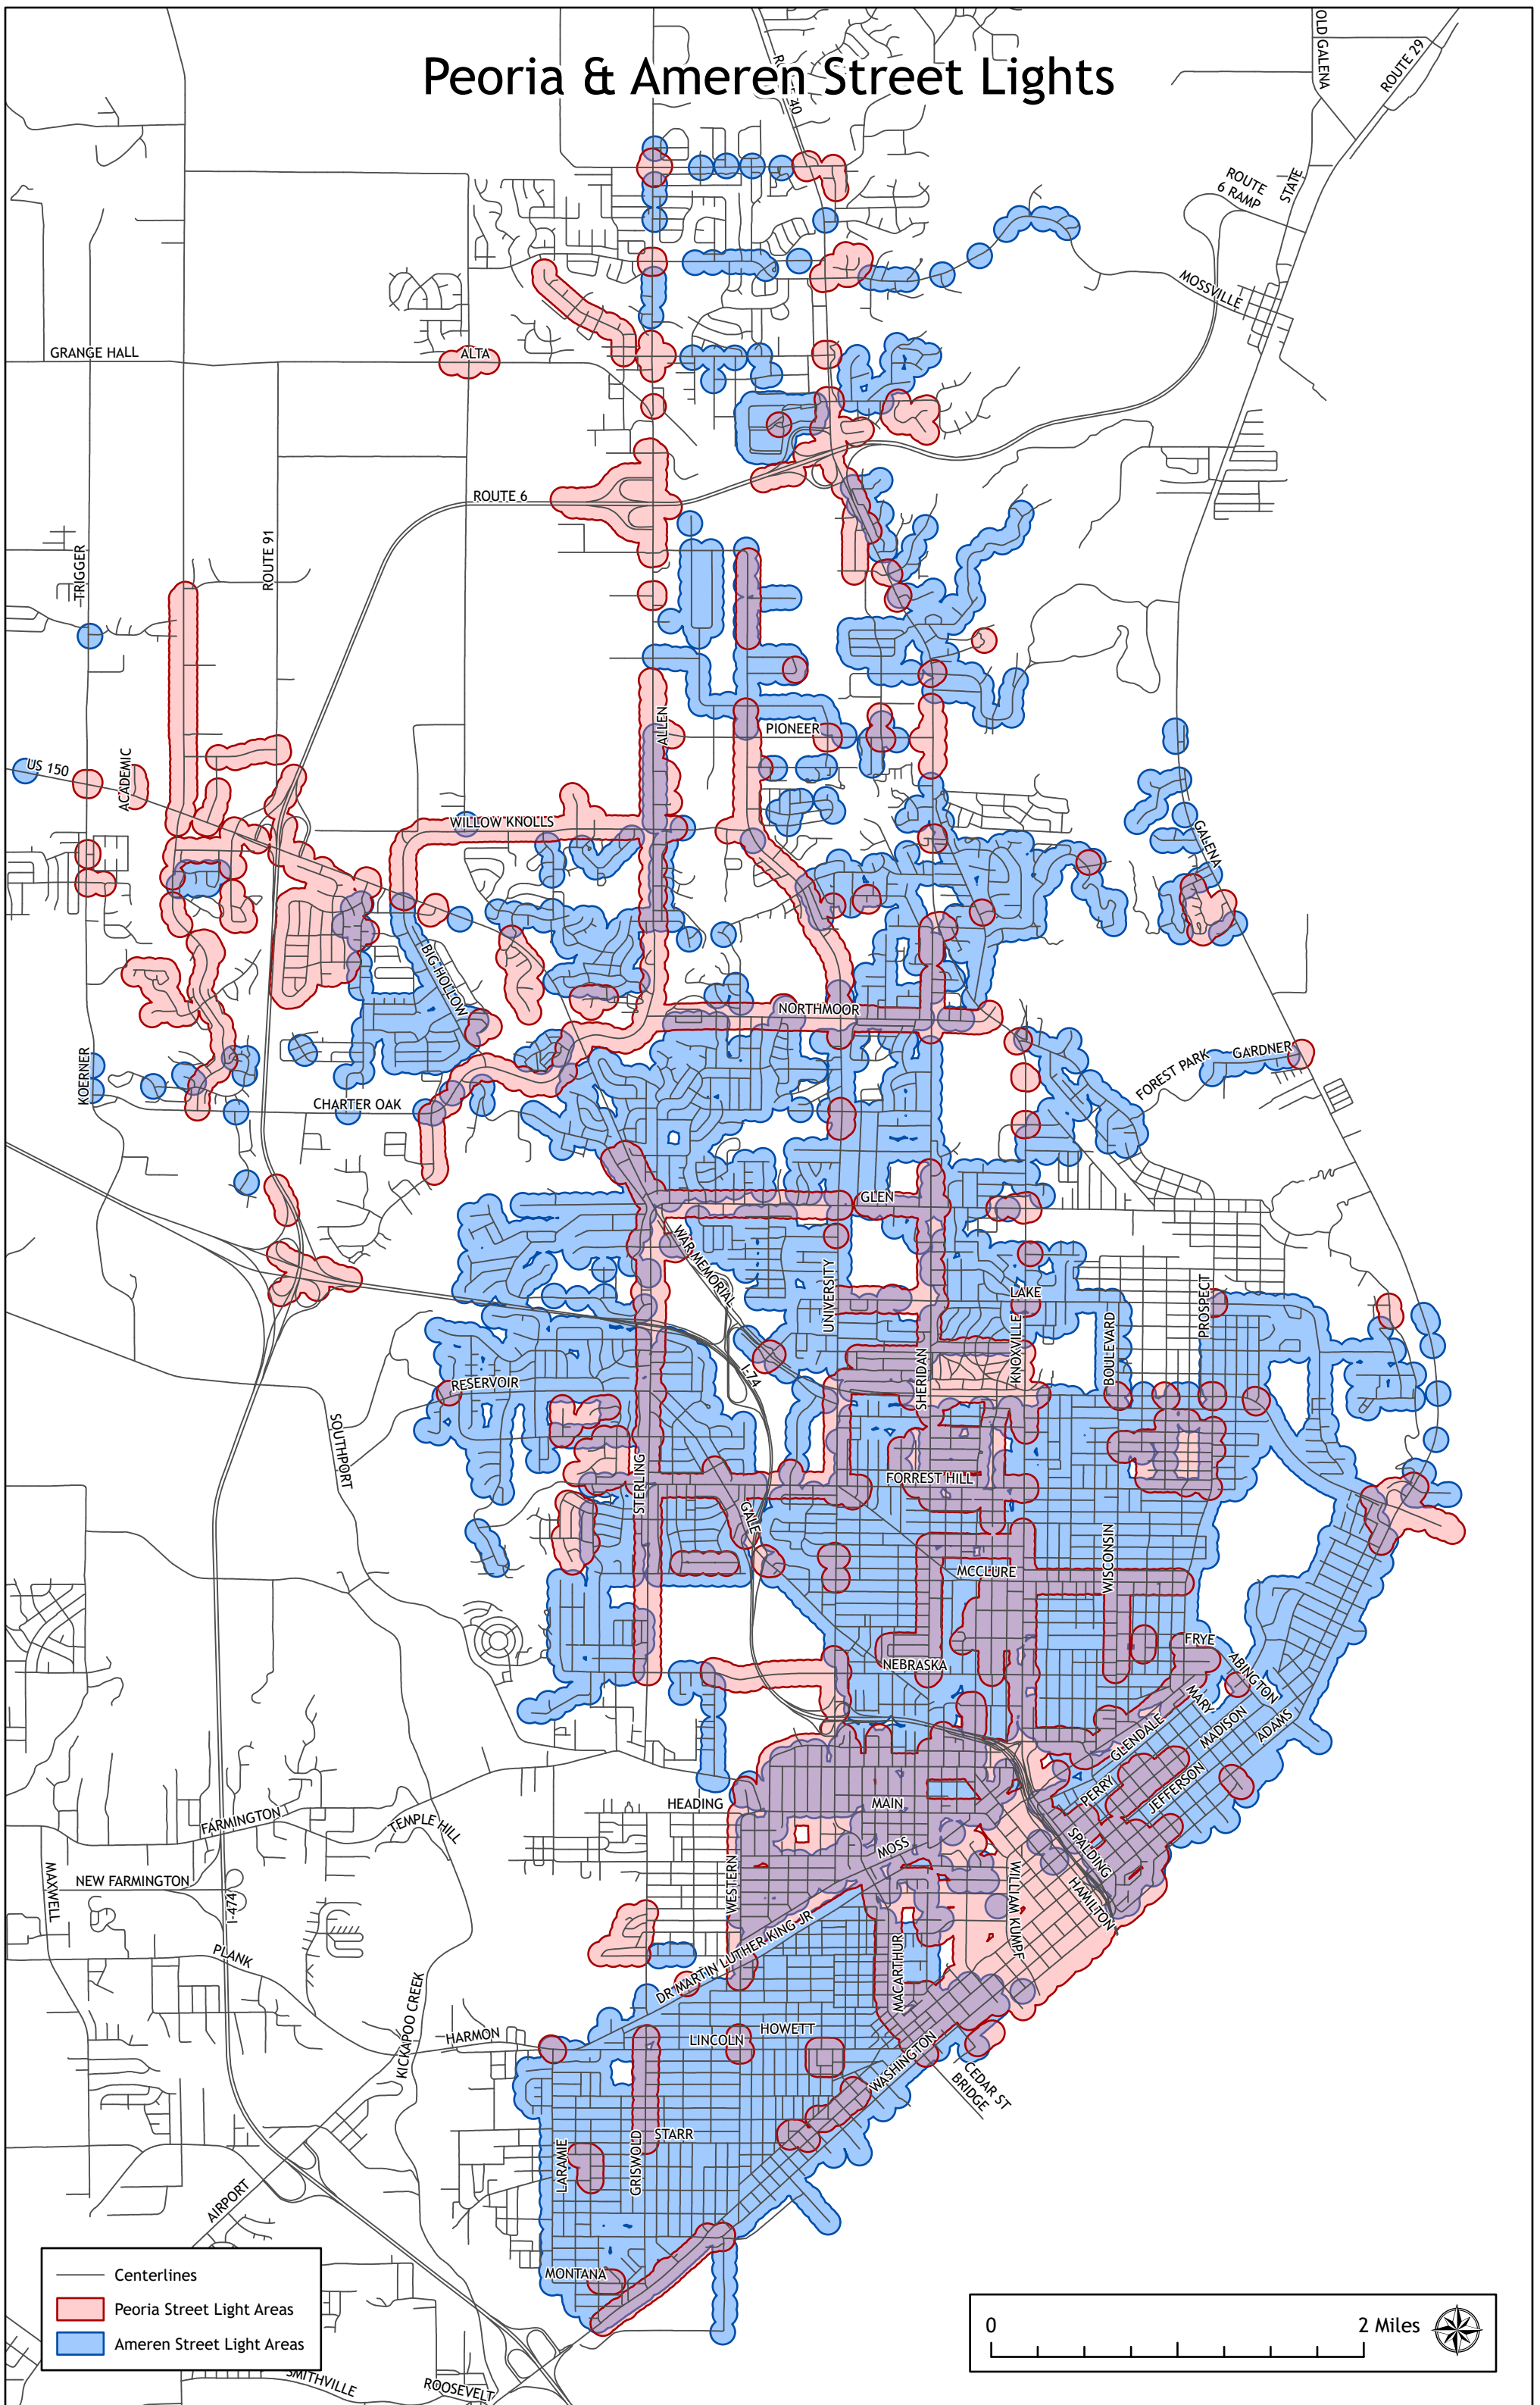 Peoria & Ameren Street Lights
OLD GALENA
ROUTE 29
ROUTE
6 RAMP
STATE
MOSSVILLE
GRANGE HALL
ALTA
ROUTE 6
TRIGGER
ROUTE 91
ALLEN
PIONEER
US 150
ACADEMIC
WILLOW KNOLLS
GALENA
BIG HOLLOW
NORTHMOOR
KOERNER
FOREST PARK
GARDNER
CHARTER OAK
GLEN
WAR MEMORIAL
UNIVERSITY
LAKE
PROSPECT
BOULEVARD
KNOXVILLE
SHERIDAN
I-74
RESERVOIR
SOUTHPORT
STERLING
FORREST HILL
GALE
MCCLURE
WISCONSIN
NEBRASKA
FRYE
ABINGTON
MARY
MADISON
ADAMS
GLENDALE
PERRY
JEFFERSON
HEADING
MAIN
FARMINGTON
TEMPLE HILL
MOSS
SPALDING
HAMILTON
WILLIAM KUMPF
MAXWELL
NEW FARMINGTON
I-474
WESTERN
DR MARTIN LUTHER KING JR
MACARTHUR
PLANK
KICKAPOO CREEK
HARMON
LINCOLN
HOWETT
WASHINGTON
CEDAR ST
BRIDGE
STARR
LARAMIE
GRISWOLD
AIRPORT
MONTANA
Centerlines
Peoria Street Light Areas
Ameren Street Light Areas
SMITHVILLE
ROOSEVELT
0
2 Miles